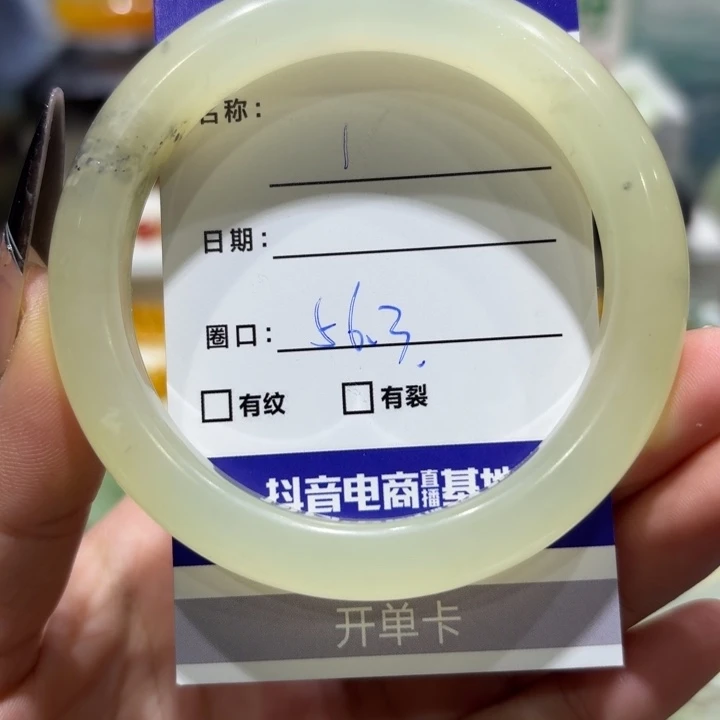 名称: 1
日期:
圈口: 56.3.
□有纹 □有裂
抖音电商直播基地
开单卡